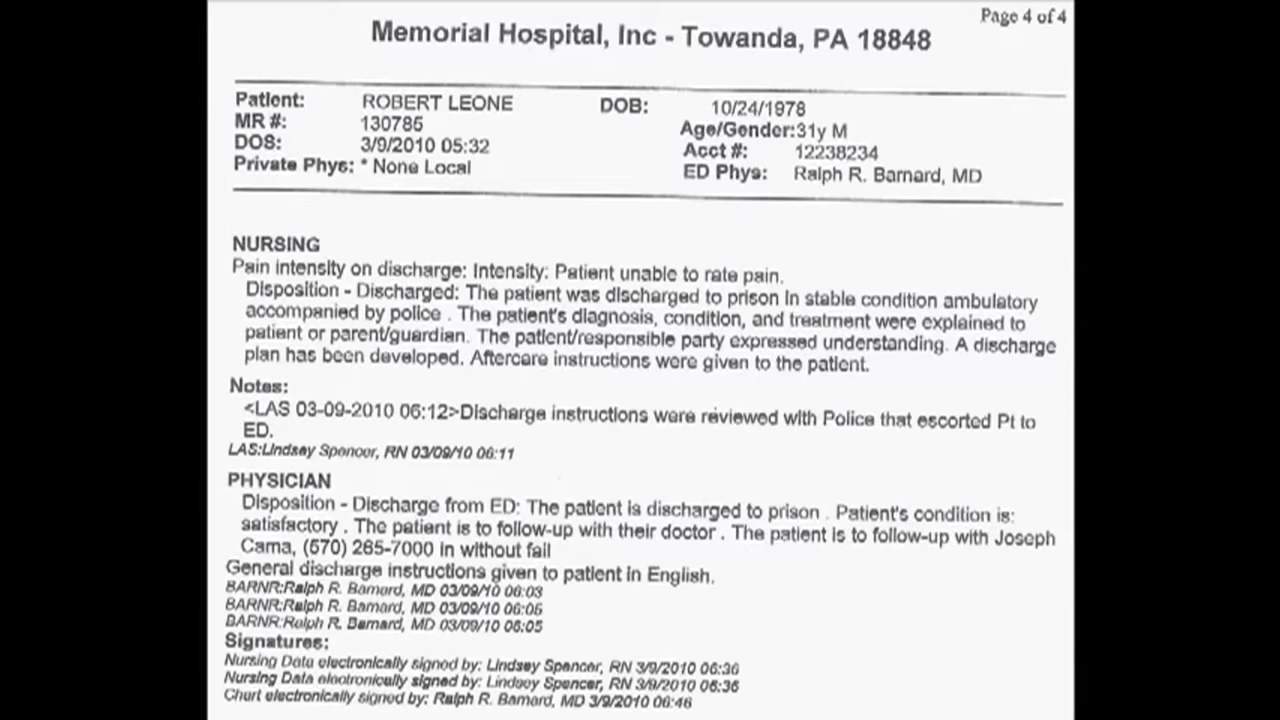 Page 4 of 4
Memorial Hospital, Inc - Towanda, PA 18848
Patient: ROBERT LEONE DOB: 10/24/1978
MR #: 130785 Age/Gender:31y M
DOS: 3/9/2010 05:32 Acct #: 12238234
Private Phys: * None Local ED Phys: Ralph R. Barnard, MD
NURSING
Pain intensity on discharge: Intensity: Patient unable to rate pain.
Disposition - Discharged: The patient was discharged to prison in stable condition ambulatory
accompanied by police . The patient's diagnosis, condition, and treatment were explained to
patient or parent/guardian. The patient/responsible party expressed understanding. A discharge
plan has been developed. Aftercare instructions were given to the patient.
Notes:
<LAS 03-09-2010 06:12>Discharge instructions were reviewed with Police that escorted Pt to
ED.
LAS:Lindsey Spencer, RN 03/09/10 06:11
PHYSICIAN
Disposition - Discharge from ED: The patient is discharged to prison . Patient's condition is:
satisfactory . The patient is to follow-up with their doctor . The patient is to follow-up with Joseph
Cama, (570) 265-7000 in without fail
General discharge instructions given to patient in English.
BARNR:Ralph R. Barnard, MD 03/09/10 06:03
BARNR:Ralph R. Barnard, MD 03/09/10 06:05
BARNR:Ralph R. Barnard, MD 03/09/10 06:05
Signatures:
Nursing Data electronically signed by: Lindsey Spencer, RN 3/9/2010 06:36
Nursing Data electronically signed by: Lindsey Spencer, RN 3/9/2010 06:36
Chart electronically signed by: Ralph R. Barnard, MD 3/9/2010 06:46